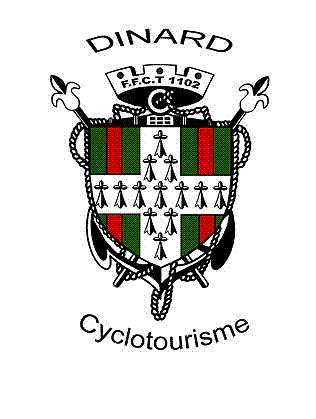 DINARD
F.F.C.T 1102
Cyclotourisme